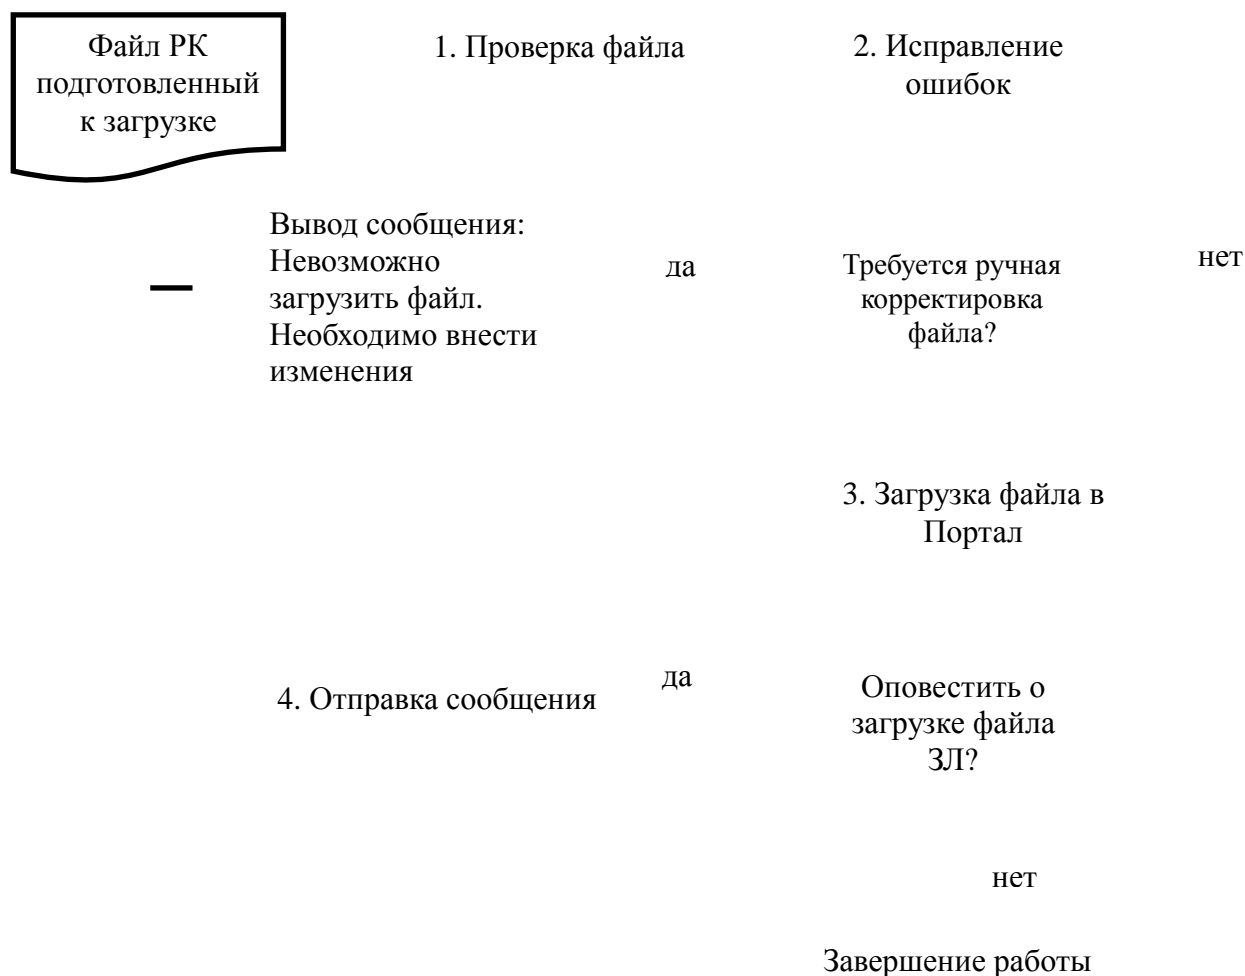 Файл РК
подготовленный
к загрузке
1. Проверка файла
2. Исправление
ошибок
Вывод сообщения:
Невозможно
загрузить файл.
Необходимо внести
изменения
да
Требуется ручная
корректировка
файла?
нет
3. Загрузка файла в
Портал
4. Отправка сообщения
да
Оповестить о
загрузке файла
ЗЛ?
нет
Завершение работы